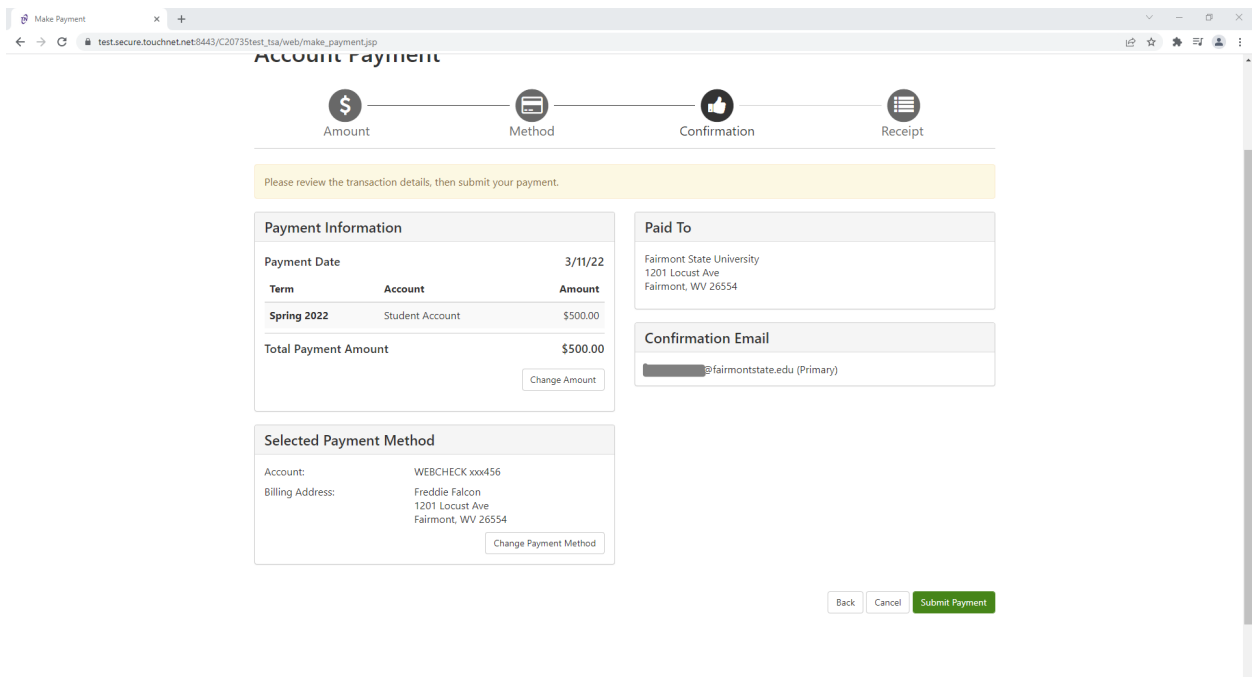 Make Payment
test.secure.touchnet.net:8443/C20735test_tsa/web/make_payment.jsp
Account Payment
Amount
Method
Confirmation
Receipt
Please review the transaction details, then submit your payment.
Payment Information
Payment Date 3/11/22
Term Account Amount
Spring 2022 Student Account $500.00
Total Payment Amount $500.00
Change Amount
Paid To
Fairmont State University
1201 Locust Ave
Fairmont, WV 26554
Confirmation Email
@fairmontstate.edu (Primary)
Selected Payment Method
Account: WEBCHECK xxx456
Billing Address: Freddie Falcon
1201 Locust Ave
Fairmont, WV 26554
Change Payment Method
Back Cancel Submit Payment